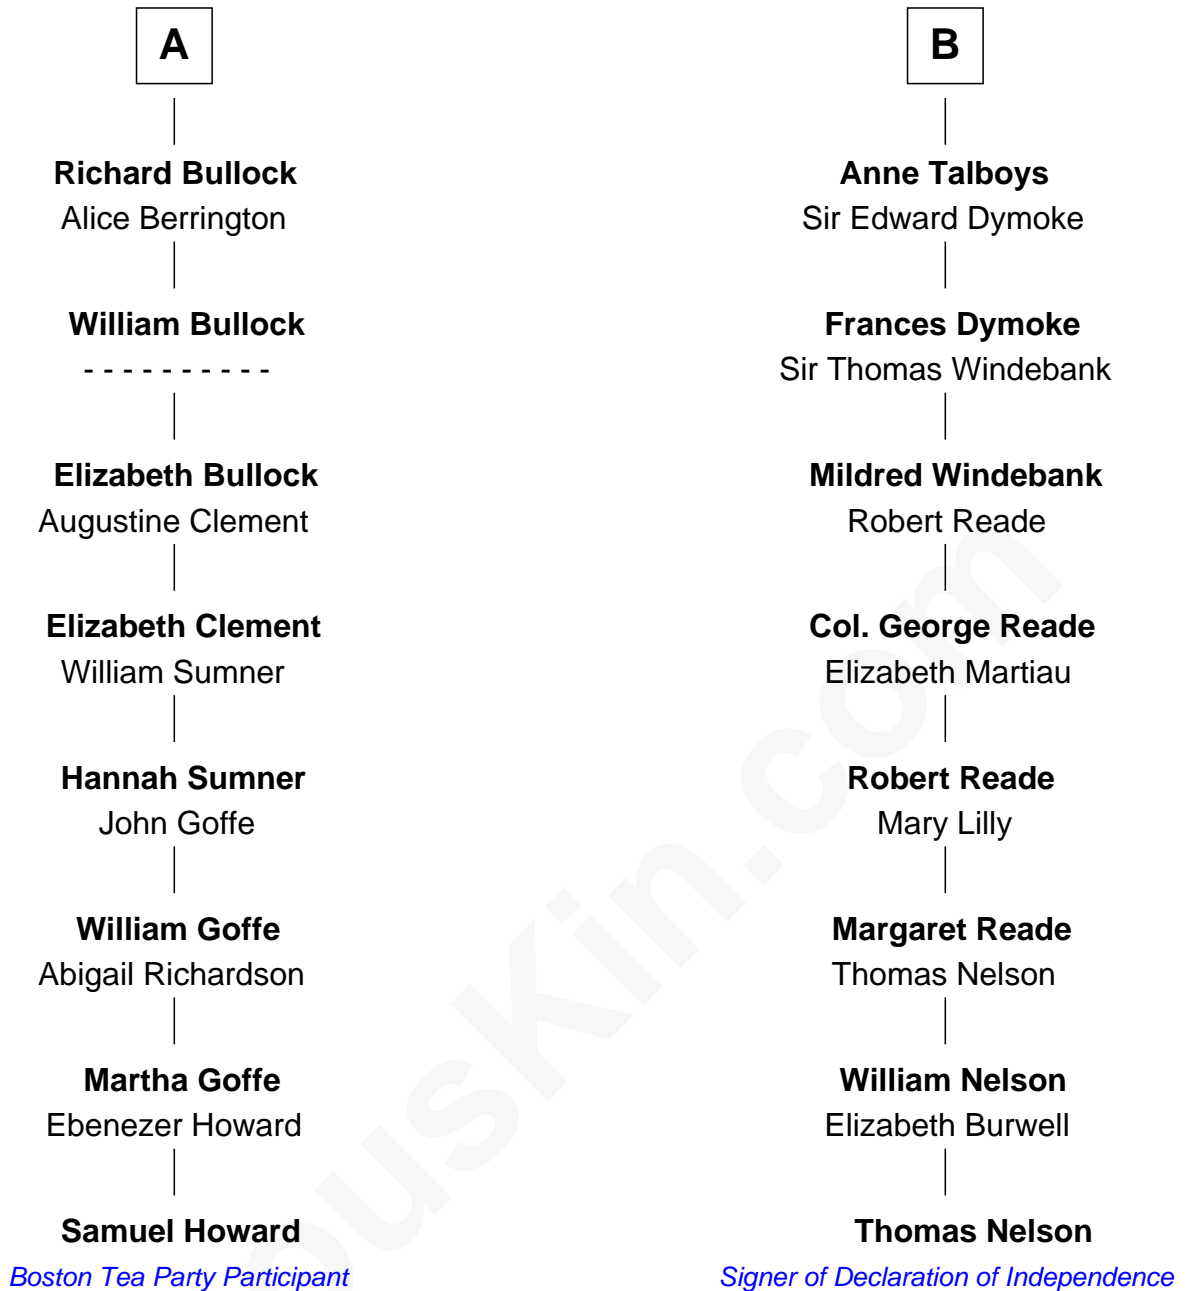 A
Richard Bullock
Alice Berrington
William Bullock
- - - - - - - - - -
Elizabeth Bullock
Augustine Clement
Elizabeth Clement
William Sumner
Hannah Sumner
John Goffe
William Goffe
Abigail Richardson
Martha Goffe
Ebenezer Howard
Samuel Howard
Boston Tea Party Participant
B
Anne Talboys
Sir Edward Dymoke
Frances Dymoke
Sir Thomas Windebank
Mildred Windebank
Robert Reade
Col. George Reade
Elizabeth Martiau
Robert Reade
Mary Lilly
Margaret Reade
Thomas Nelson
William Nelson
Elizabeth Burwell
Thomas Nelson
Signer of Declaration of Independence
ousKin.com